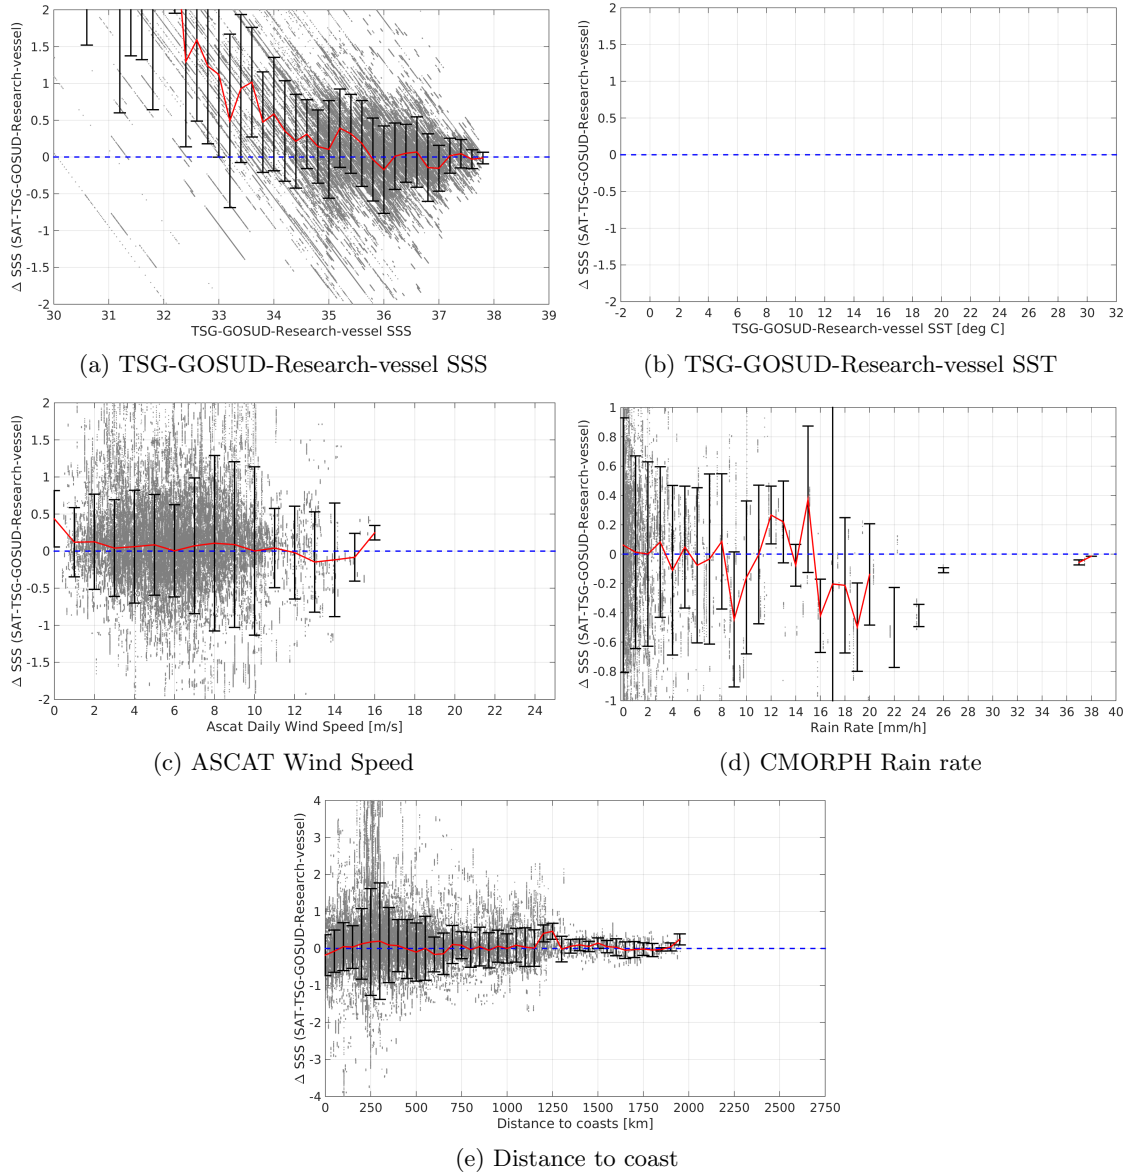 Δ SSS (SAT-TSG-GOSUD-Research-vessel)
2
1.5
1
0.5
0
-0.5
-1
-1.5
-2
30 31 32 33 34 35 36 37 38 39
TSG-GOSUD-Research-vessel SSS
(a) TSG-GOSUD-Research-vessel SSS
Δ SSS (SAT-TSG-GOSUD-Research-vessel)
2
1.5
1
0.5
0
-0.5
-1
-1.5
-2
-2 0 2 4 6 8 10 12 14 16 18 20 22 24 26 28 30 32
TSG-GOSUD-Research-vessel SST [deg C]
(b) TSG-GOSUD-Research-vessel SST
Δ SSS (SAT-TSG-GOSUD-Research-vessel)
2
1.5
1
0.5
0
-0.5
-1
-1.5
-2
0 2 4 6 8 10 12 14 16 18 20 22 24
Ascat Daily Wind Speed [m/s]
(c) ASCAT Wind Speed
Δ SSS (SAT-TSG-GOSUD-Research-vessel)
1
0.8
0.6
0.4
0.2
0
-0.2
-0.4
-0.6
-0.8
-1
0 2 4 6 8 10 12 14 16 18 20 22 24 26 28 30 32 34 36 38 40
Rain Rate [mm/h]
(d) CMORPH Rain rate
Δ SSS (SAT-TSG-GOSUD-Research-vessel)
4
3
2
1
0
-1
-2
-3
-4
0 250 500 750 1000 1250 1500 1750 2000 2250 2500 2750
Distance to coasts [km]
(e) Distance to coast